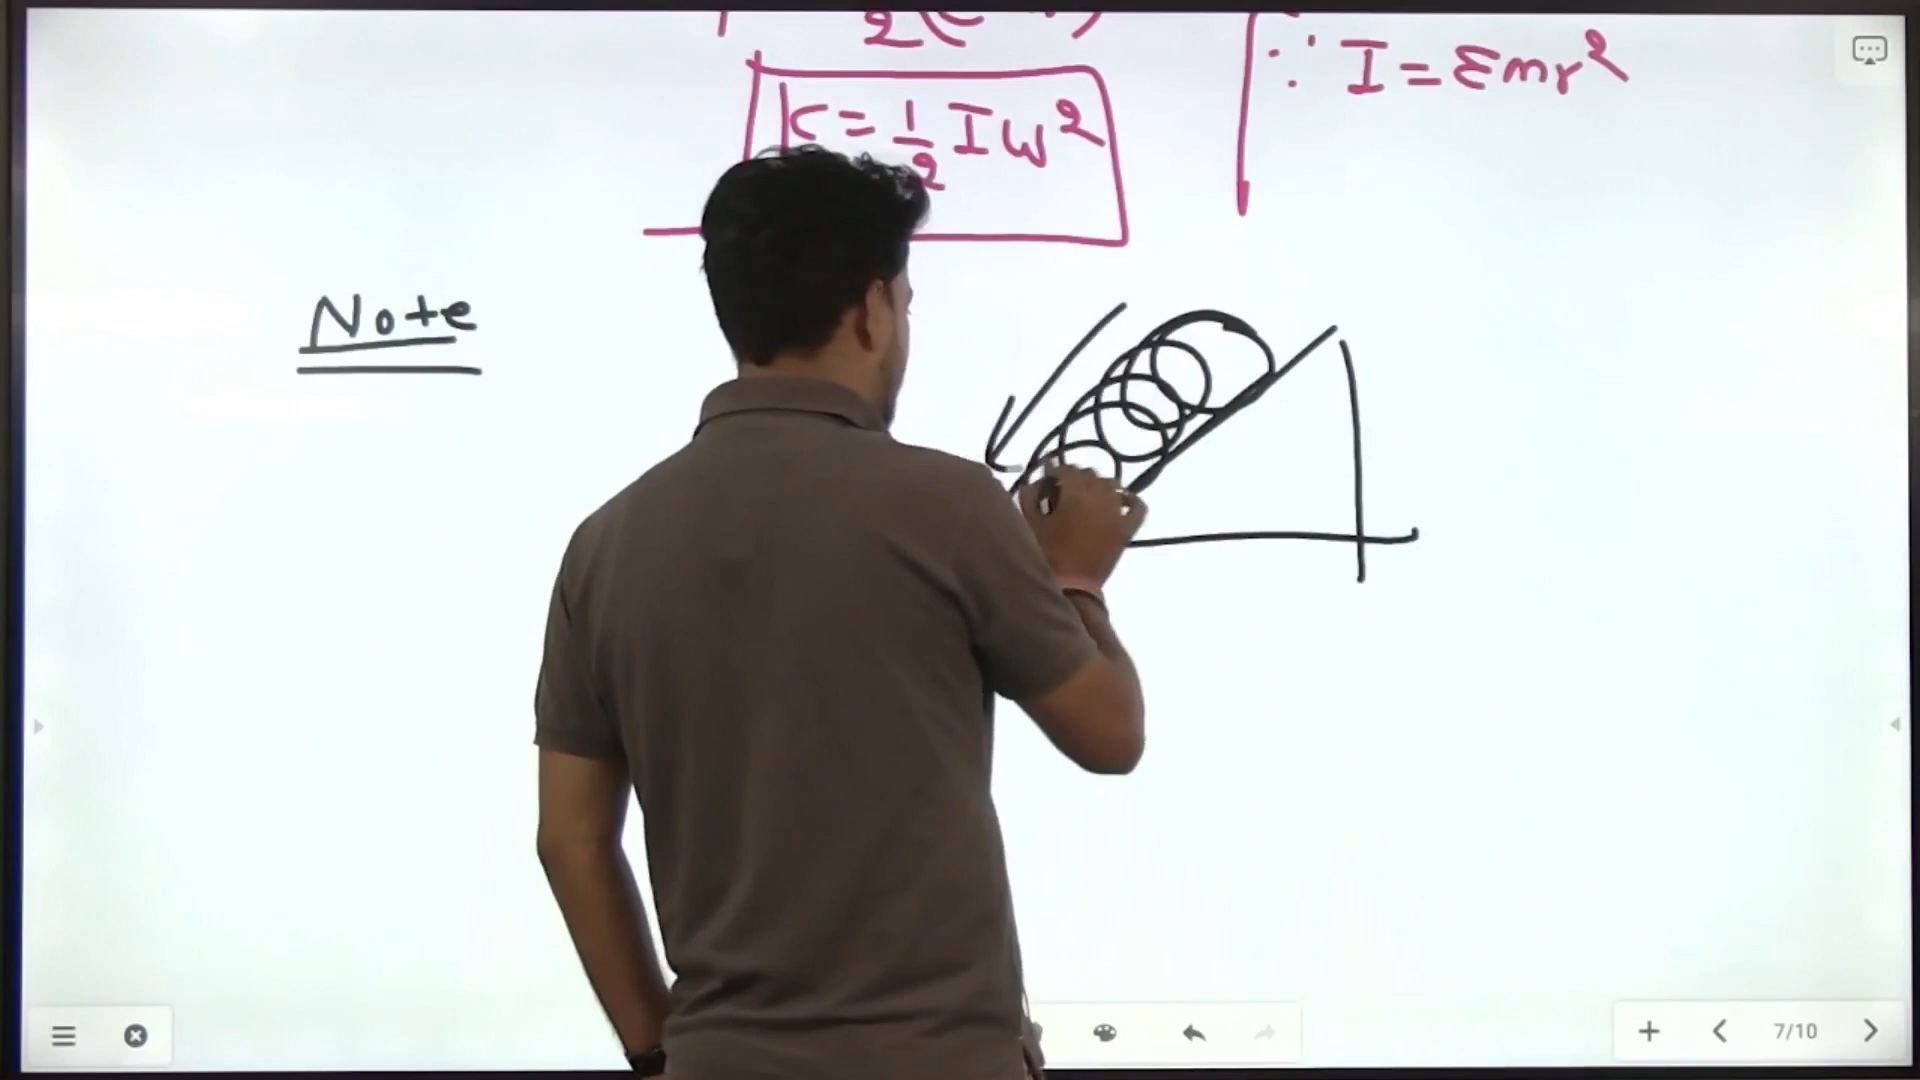 ∵ I = Σmr²
K = 1/2 Iω²
Note
7/10